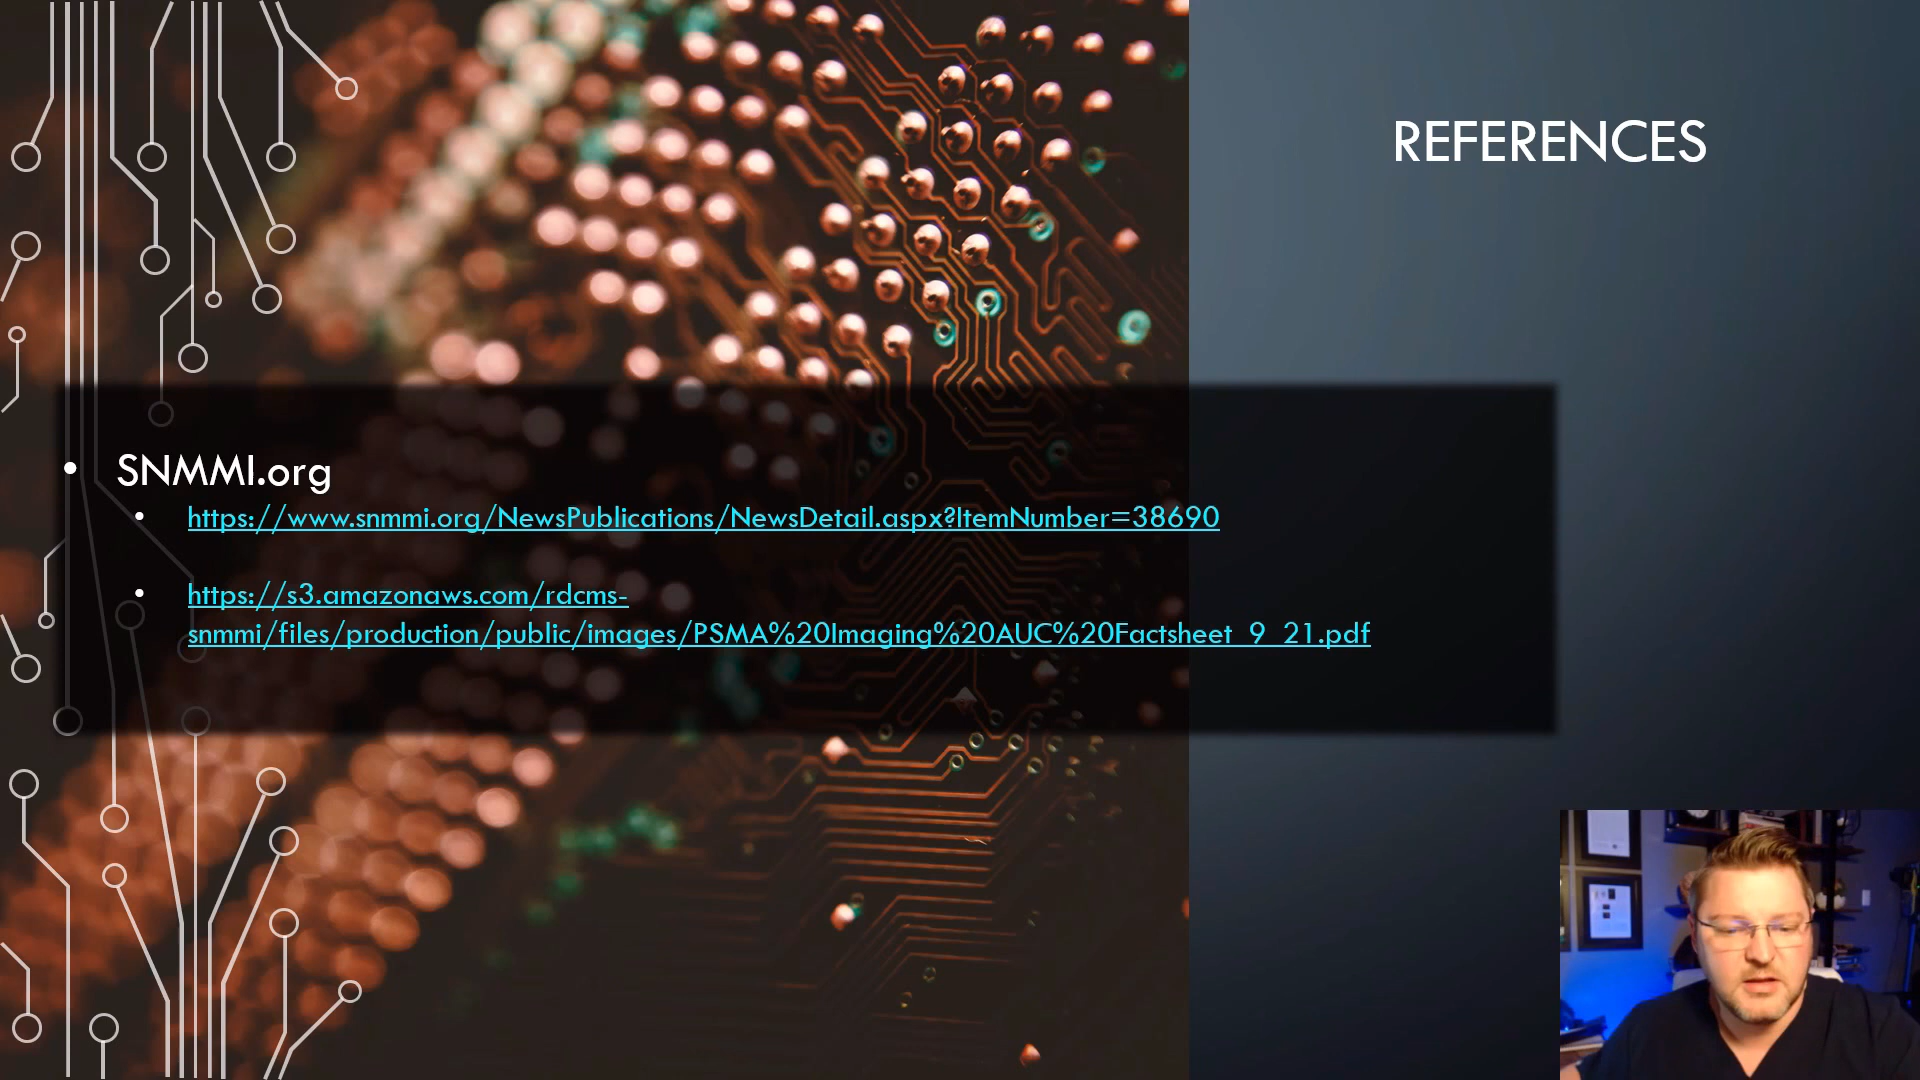 REFERENCES
• SNMMI.org
• https://www.snmmi.org/NewsPublications/NewsDetail.aspx?ItemNumber=38690
• https://s3.amazonaws.com/rdcms-
snmmi/files/production/public/images/PSMA%20Imaging%20AUC%20Factsheet_9_21.pdf